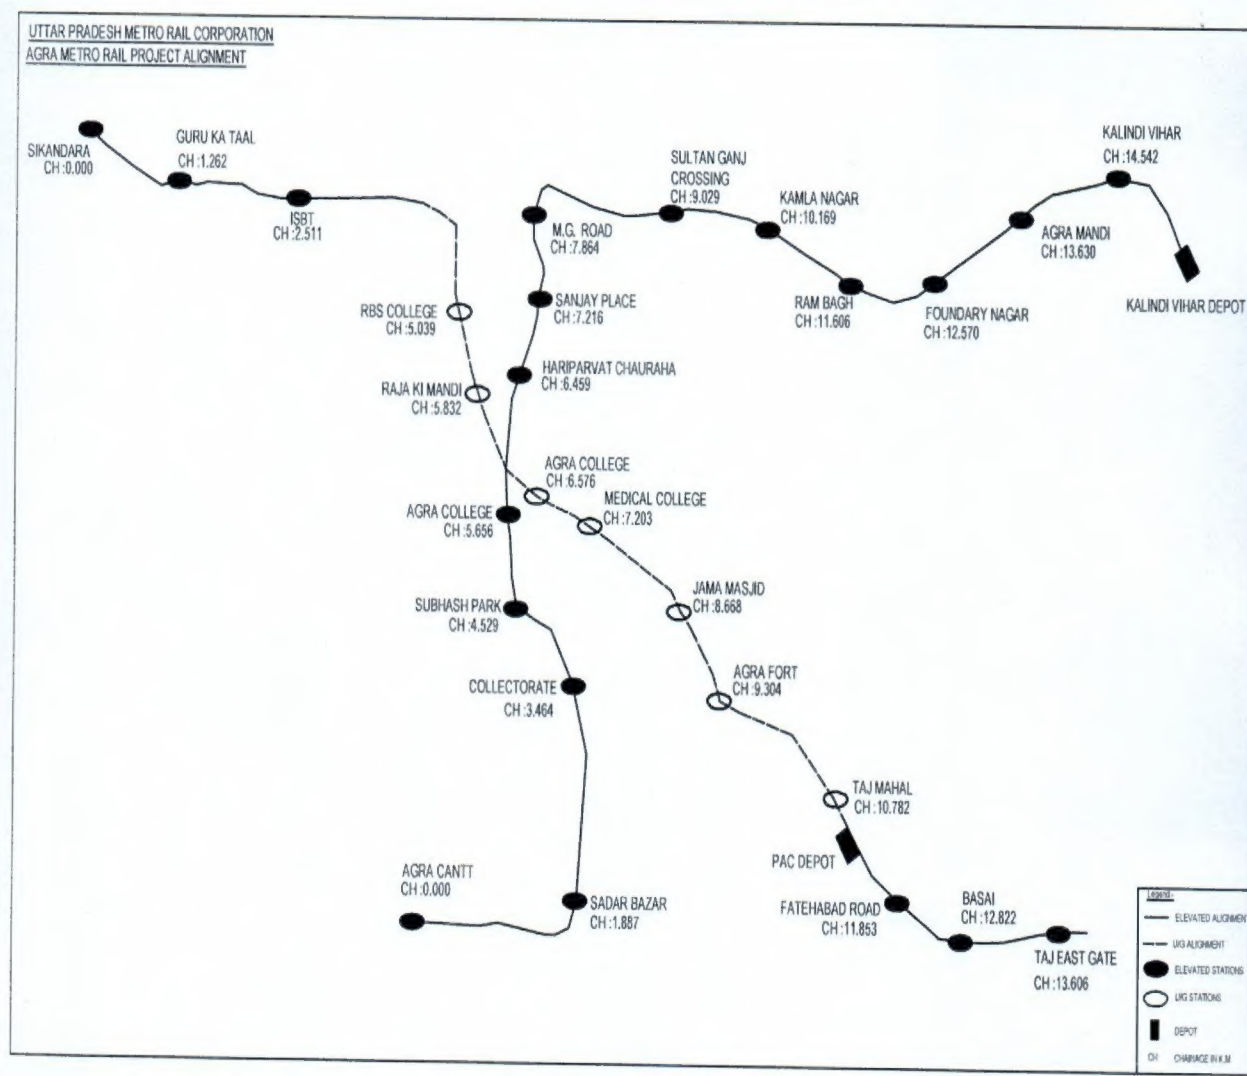 UTTAR PRADESH METRO RAIL CORPORATION
AGRA METRO RAIL PROJECT ALIGNMENT
SIKANDARA
CH :0.000
GURU KA TAAL
CH :1.262
ISBT
CH :2.511
RBS COLLEGE
CH :5.039
RAJA KI MANDI
CH :5.832
AGRA COLLEGE
CH :6.576
MEDICAL COLLEGE
CH :7.203
JAMA MASJID
CH :8.668
AGRA FORT
CH :9.304
TAJ MAHAL
CH :10.782
PAC DEPOT
FATEHABAD ROAD
CH :11.853
BASAI
CH :12.822
TAJ EAST GATE
CH :13.606
AGRA CANTT
CH :0.000
SADAR BAZAR
CH :1.887
COLLECTORATE
CH :3.464
SUBHASH PARK
CH :4.529
AGRA COLLEGE
CH :5.656
HARIPARVAT CHAURAHA
CH :6.459
SANJAY PLACE
CH :7.216
M.G. ROAD
CH :7.864
SULTAN GANJ
CROSSING
CH :9.029
KAMLA NAGAR
CH :10.169
RAM BAGH
CH :11.606
FOUNDARY NAGAR
CH :12.570
AGRA MANDI
CH :13.630
KALINDI VIHAR
CH :14.542
KALINDI VIHAR DEPOT
Legend:-
ELEVATED ALIGNMENT
U/G ALIGNMENT
ELEVATED STATIONS
U/G STATIONS
DEPOT
CH CHAINAGE IN K.M